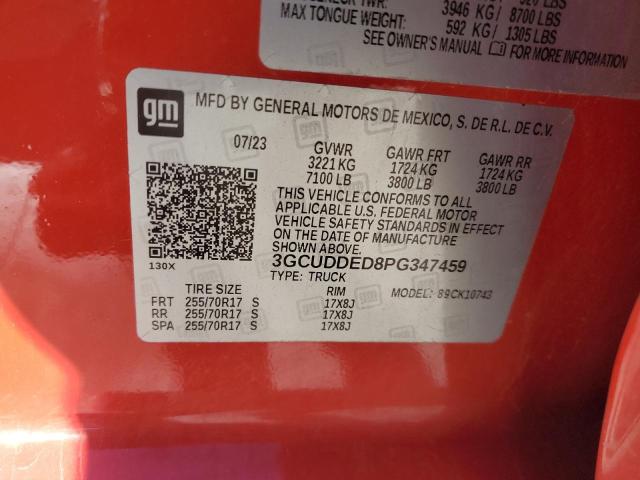 3946 KG/ 8700 LBS
MAX TONGUE WEIGHT: 592 KG/ 1305 LBS
SEE OWNER'S MANUAL FOR MORE INFORMATION
gm
MFD BY GENERAL MOTORS DE MEXICO, S. DE R.L. DE C.V.
07/23 GVWR GAWR FRT GAWR RR
3221 KG 1724 KG 1724 KG
7100 LB 3800 LB 3800 LB
THIS VEHICLE CONFORMS TO ALL
APPLICABLE U.S. FEDERAL MOTOR
VEHICLE SAFETY STANDARDS IN EFFECT
ON THE DATE OF MANUFACTURE
SHOWN ABOVE.
3GCUDDED8PG347459
130X
TYPE: TRUCK
TIRE SIZE RIM MODEL: 89CK10743
FRT 255/70R17 S 17X8J
RR 255/70R17 S 17X8J
SPA 255/70R17 S 17X8J